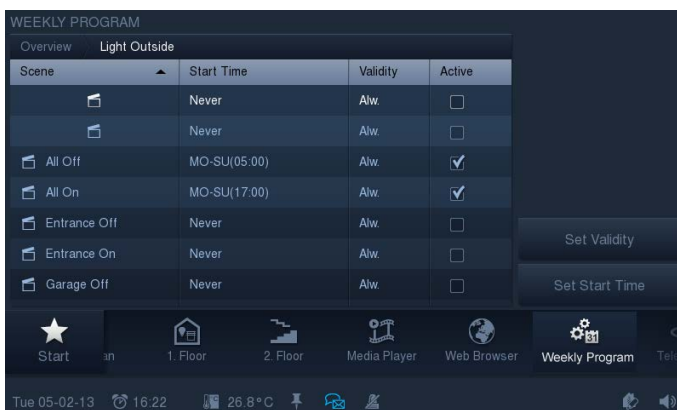 WEEKLY PROGRAM
Overview Light Outside
Scene Start Time Validity Active
Never Alw.
Never Alw.
All Off MO-SU(05:00) Alw.
All On MO-SU(17:00) Alw.
Entrance Off Never Alw.
Entrance On Never Alw.
Garage Off Never Alw.
Set Validity
Set Start Time
31
Start an 1. Floor 2. Floor Media Player Web Browser Weekly Program Tele
Tue 05-02-13 16:22 26.8°C